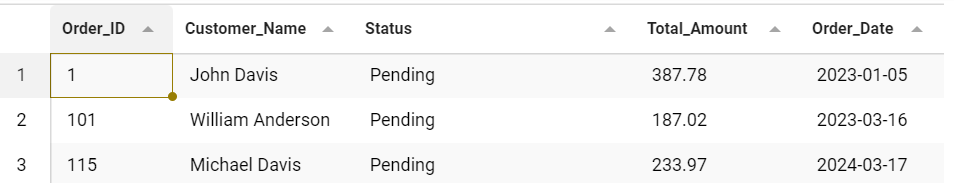 Order_ID Customer_Name Status Total_Amount Order_Date
1 1 John Davis Pending 387.78 2023-01-05
2 101 William Anderson Pending 187.02 2023-03-16
3 115 Michael Davis Pending 233.97 2024-03-17